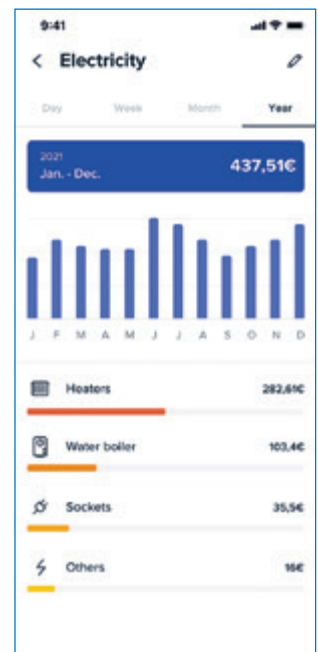 9:41
Electricity
Day Week Month Year
2021
Jan. - Dec. 437,51€
J F M A M J J A S O N D
Heaters 282,61€
Water boiler 103,4€
Sockets 35,5€
Others 16€